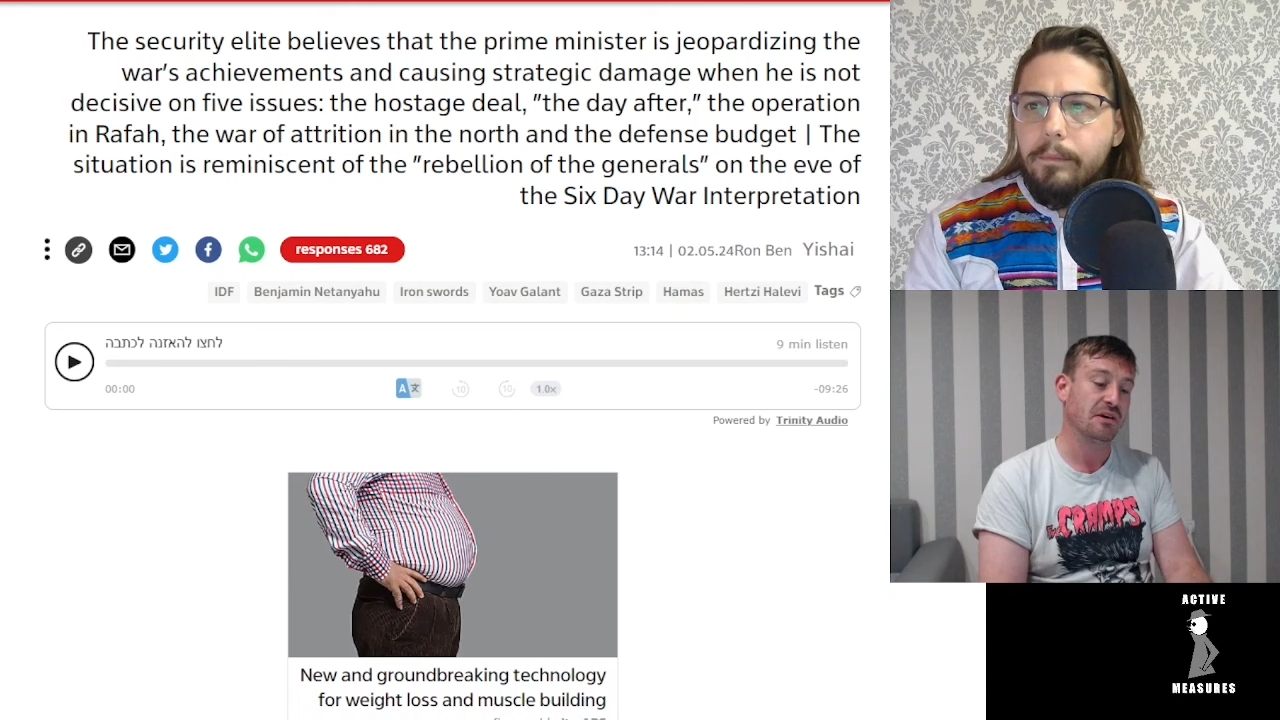 The security elite believes that the prime minister is jeopardizing the
war's achievements and causing strategic damage when he is not
decisive on five issues: the hostage deal, "the day after," the operation
in Rafah, the war of attrition in the north and the defense budget | The
situation is reminiscent of the "rebellion of the generals" on the eve of
the Six Day War Interpretation
responses 682
13:14 | 02.05.24Ron Ben Yishai
IDF Benjamin Netanyahu Iron swords Yoav Galant Gaza Strip Hamas Hertzi Halevi Tags
לחצו להאזנה לכתבה
9 min listen
00:00
A文
10
10
1.0x
-09:26
Powered by Trinity Audio
New and groundbreaking technology
for weight loss and muscle building
CRAMPS
ACTIVE
MEASURES